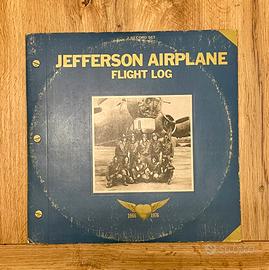 2 RECORD SET
JEFFERSON AIRPLANE
FLIGHT LOG
1966 1976